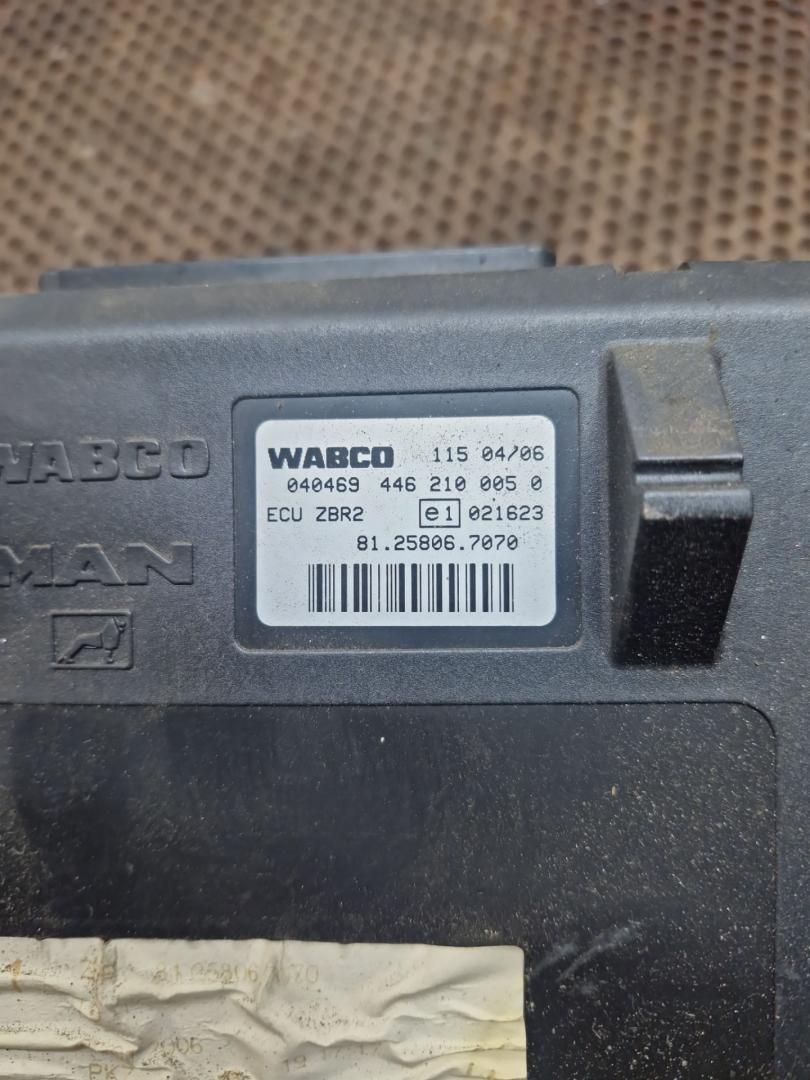 WABCO
MAN
WABCO 115 04/06
040469 446 210 005 0
ECU ZBR2 e1 021623
81.25806.7070